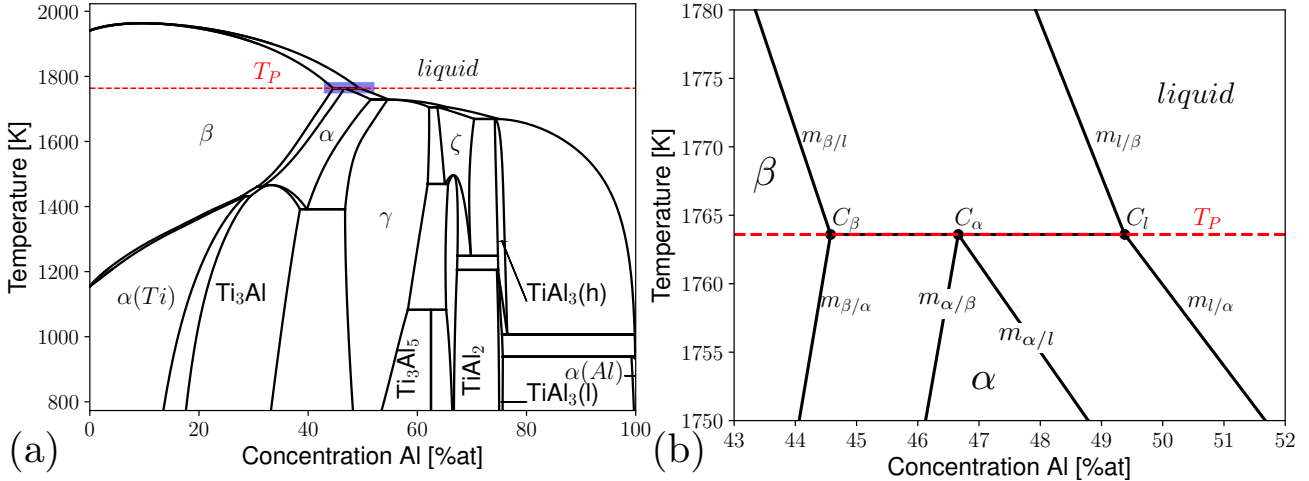 2000
1800
1600
1400
1200
1000
800
Temperature [K]
0
20
40
60
80
100
Concentration Al [%at]
(a)
T_P
liquid
β
α
ζ
γ
α(Ti)
Ti₃Al
TiAl₃(h)
Ti₃Al₅
TiAl₂
α(Al)
TiAl₃(l)
1780
1775
1770
1765
1760
1755
1750
Temperature [K]
43
44
45
46
47
48
49
50
51
52
Concentration Al [%at]
(b)
liquid
m_{β/l}
m_{l/β}
β
C_β
C_α
C_l
T_P
m_{β/α}
m_{α/β}
m_{l/α}
m_{α/l}
α